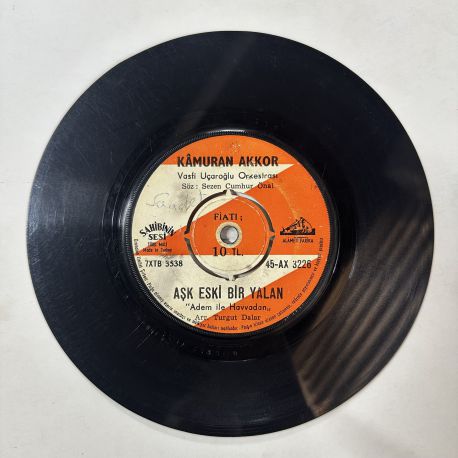 KÂMURAN AKKOR
Vasfi Uçaroğlu Orkestrası
Söz : Sezen Cumhur Önal
FİATI ;
10 TL.
SAHİBİNİN
SESİ
Made in Turkey
ALAMETİ FARİKA
7XTB 3538
45-AX 3226
AŞK ESKİ BİR YALAN
"Adem ile Havvadan„
Arr. Turgut Dalar